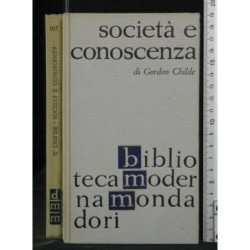 società e
conoscenza
di Gordon Childe
biblio
teca moder
na monda
dori